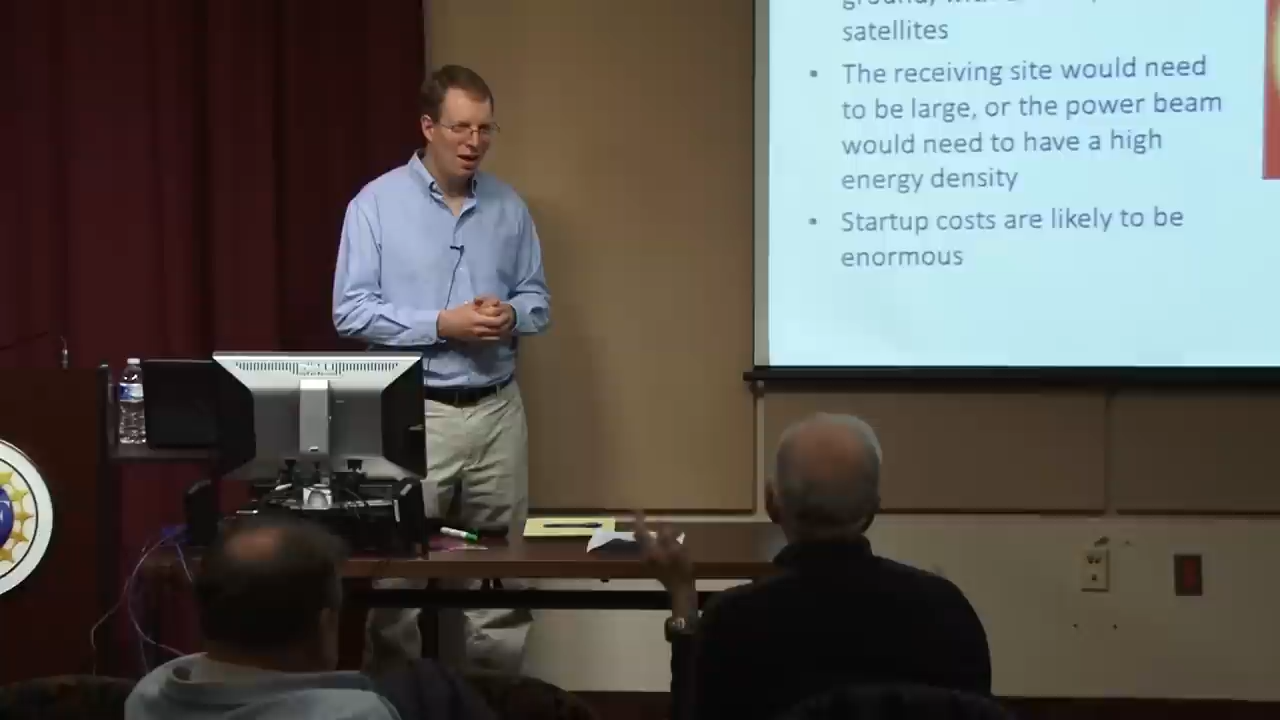 satellites
• The receiving site would need
to be large, or the power beam
would need to have a high
energy density
• Startup costs are likely to be
enormous